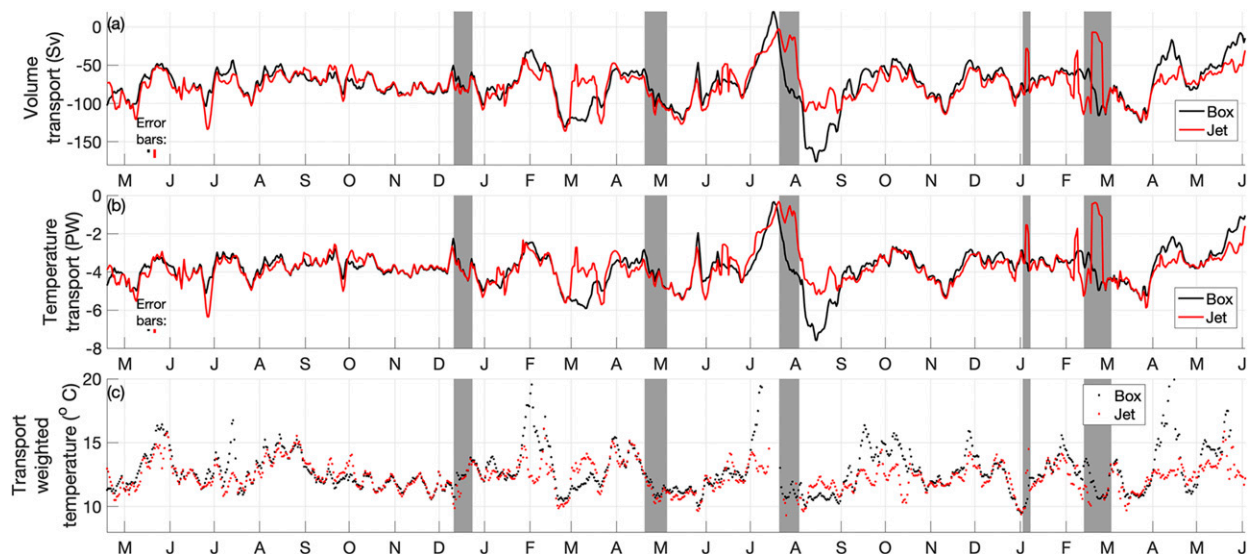 (a)
Volume
transport (Sv)
0
-50
-100
-150
Error
bars:
Box
Jet
M J J A S O N D J F M A M J J A S O N D J F M A M J
(b)
Temperature
transport (PW)
0
-2
-4
-6
-8
Error
bars:
Box
Jet
M J J A S O N D J F M A M J J A S O N D J F M A M J
(c)
Transport
weighted
temperature (° C)
20
15
10
Box
Jet
M J J A S O N D J F M A M J J A S O N D J F M A M J